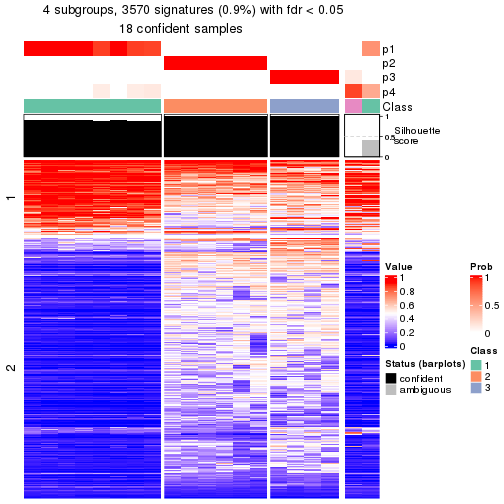 4 subgroups, 3570 signatures (0.9%) with fdr < 0.05
18 confident samples
p1
p2
p3
p4
Class
1
0.5
0
Silhouette
score
1
2
Value
1
0.8
0.6
0.4
0.2
0
Prob
1
0.5
0
Status (barplots)
confident
ambiguous
Class
1
2
3